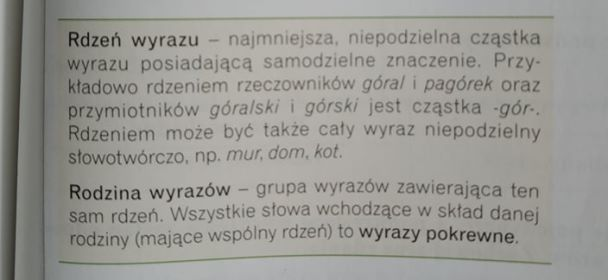 Rdzeń wyrazu – najmniejsza, niepodzielna cząstka
wyrazu posiadającą samodzielne znaczenie. Przy-
kładowo rdzeniem rzeczowników góral i pagórek oraz
przymiotników góralski i górski jest cząstka -gór-.
Rdzeniem może być także cały wyraz niepodzielny
słowotwórczo, np. mur, dom, kot.
Rodzina wyrazów – grupa wyrazów zawierająca ten
sam rdzeń. Wszystkie słowa wchodzące w skład danej
rodziny (mające wspólny rdzeń) to wyrazy pokrewne.